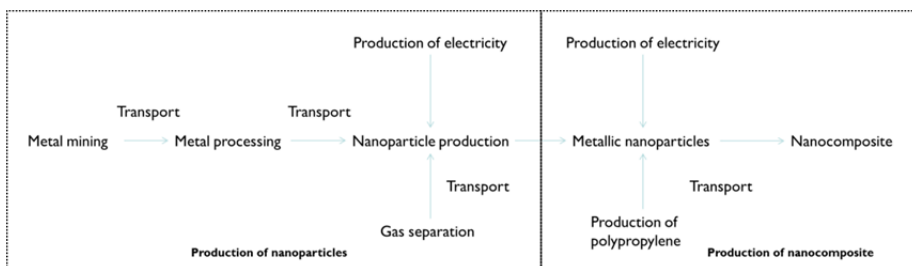 Production of electricity
Production of electricity
Transport
Transport
Metal mining
Metal processing
Nanoparticle production
Metallic nanoparticles
Nanocomposite
Transport
Transport
Gas separation
Production of
polypropylene
Production of nanoparticles
Production of nanocomposite